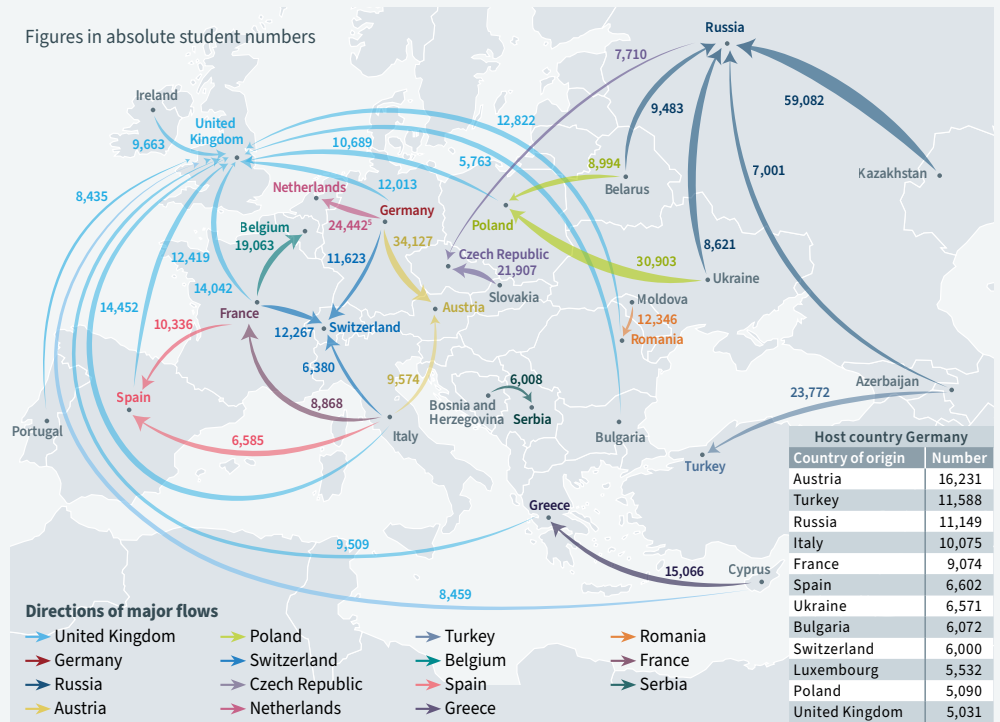 Figures in absolute student numbers
Russia
7,710
Ireland
United
Kingdom
9,663
12,822
9,483
59,082
10,689
5,763
8,994
7,001
Kazakhstan
Belarus
8,435
Netherlands
12,013
Germany
24,442⁵
Belgium
19,063
Poland
34,127
12,419
11,623
Czech Republic
21,907
30,903
8,621
Ukraine
14,042
Slovakia
14,452
France
Austria
Moldova
12,346
10,336
12,267
Switzerland
Romania
6,380
9,574
6,008
Azerbaijan
23,772
Spain
8,868
Bosnia and
Herzegovina
Serbia
Portugal
6,585
Italy
Bulgaria
Turkey
Greece
9,509
15,066
Cyprus
8,459
Host country Germany
Country of origin Number
Austria 16,231
Turkey 11,588
Russia 11,149
Italy 10,075
France 9,074
Spain 6,602
Ukraine 6,571
Bulgaria 6,072
Switzerland 6,000
Luxembourg 5,532
Poland 5,090
United Kingdom 5,031
Directions of major flows
United Kingdom Poland Turkey Romania
Germany Switzerland Belgium France
Russia Czech Republic Spain Serbia
Austria Netherlands Greece